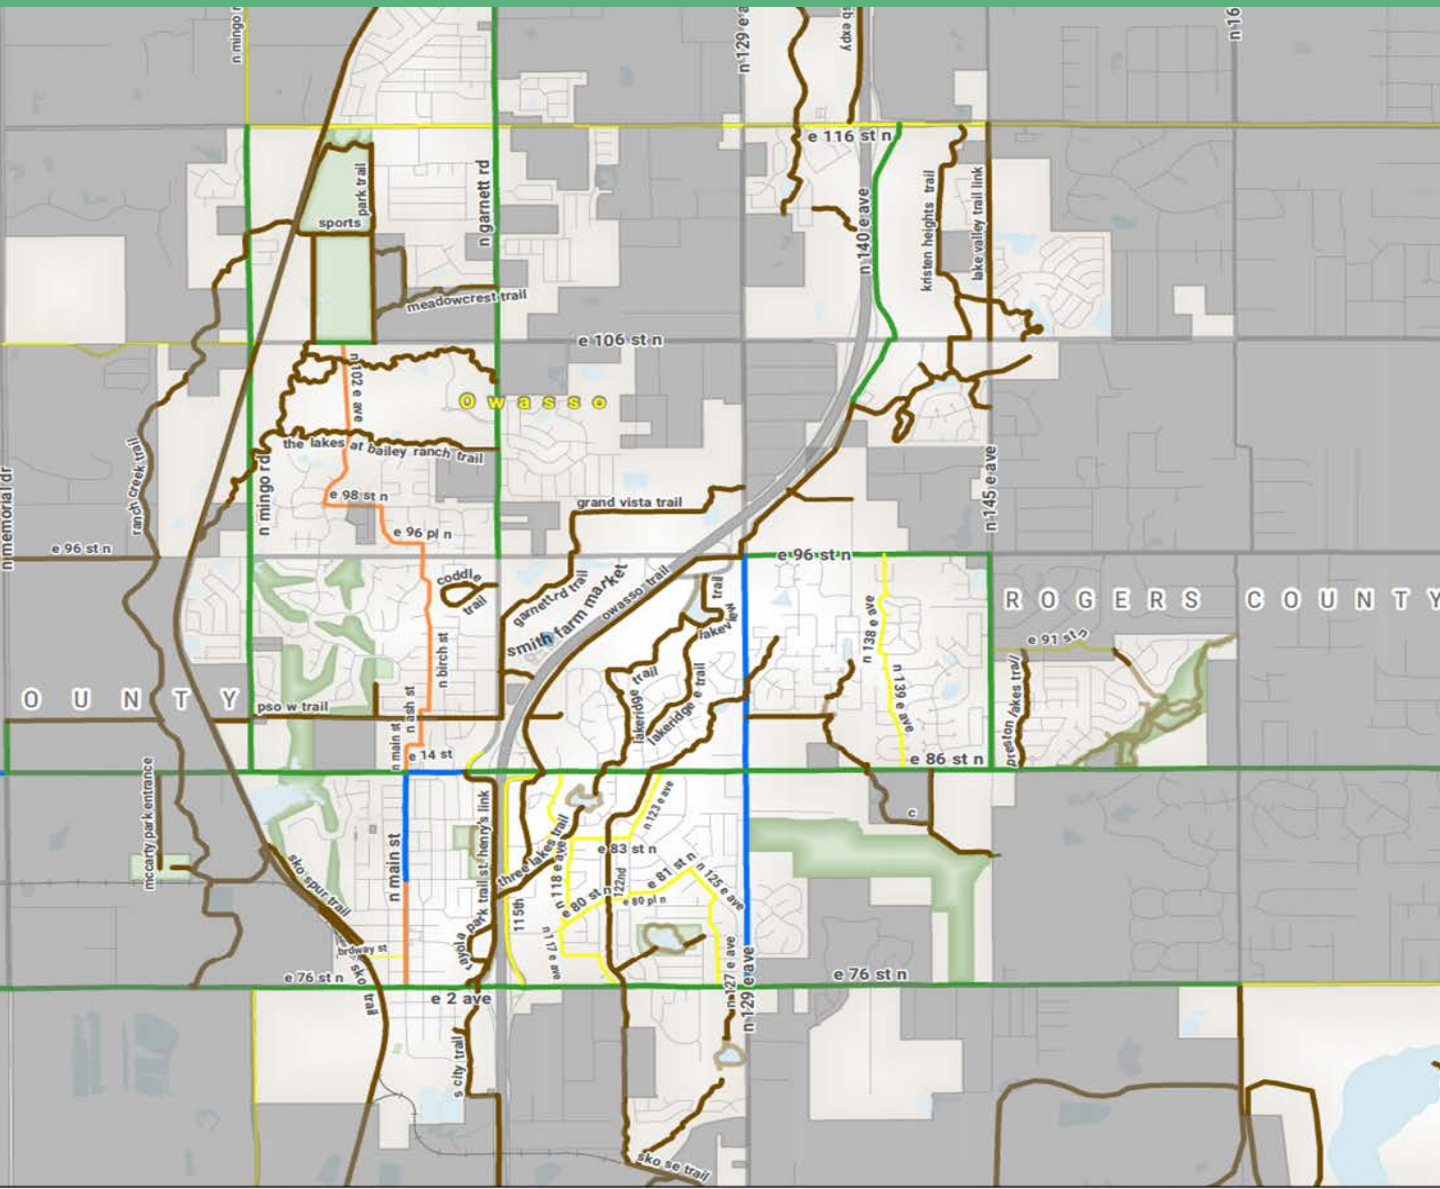 n mingo r
n 129 e a
sb expy
n 16
e 116 st n
park trail
sports
n garnett rd
n 140 e ave
kristen heights trail
lake valley trail link
meadowcrest trail
e 106 st n
n 102 e ave
Owasso
the lakes at bailey ranch trail
ranch creek trail
n memorial dr
n mingo rd
e 98 st n
grand vista trail
n 145 e ave
e 96 pl n
e 96 st n
e 96 st n
coddle
trail
garnett rd trail
smith farm market
owasso trail
trail
lakeview
n 138 e ave
ROGERS COUNTY
e 91 st n
n birch st
OUNTY
pso w trail
n ash st
n main st
trail
lakeridge
lakeridge e trail
n 139 e ave
preston lakes trail
e 14 st
e 86 st n
mccarty park entrance
n main st
st. henry's link
park trail
layola
three lakes trail
n 118 e ave
n 123 e ave
e 83 st n
c
sko spur trail
115th
e 80 st n
122nd
e 81 st n
e 80 pl n
n 125 e ave
n 117 e ave
brdway st
sko trail
e 76 st n
e 2 ave
n 127 e ave
n 129 e ave
e 76 st n
s city trail
sko se trail